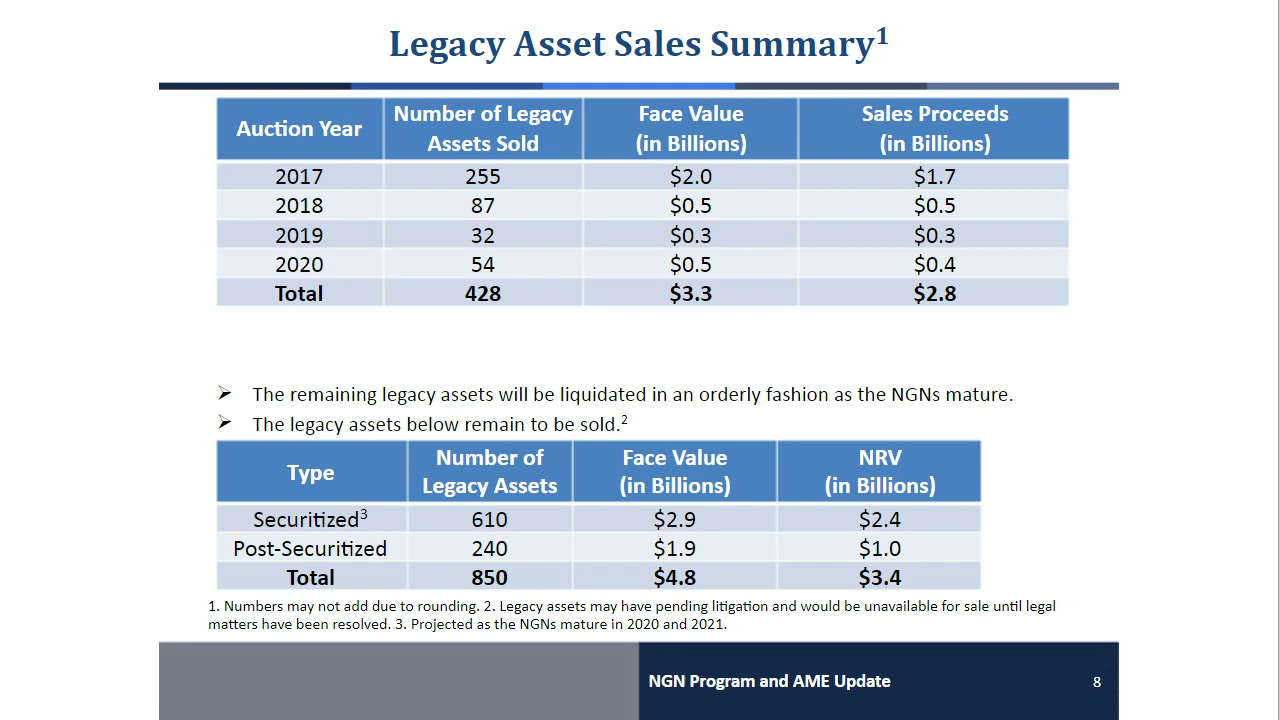 Legacy Asset Sales Summary¹
Auction Year
Number of Legacy Assets Sold
Face Value (in Billions)
Sales Proceeds (in Billions)
2017 255 $2.0 $1.7
2018 87 $0.5 $0.5
2019 32 $0.3 $0.3
2020 54 $0.5 $0.4
Total 428 $3.3 $2.8
➢ The remaining legacy assets will be liquidated in an orderly fashion as the NGNs mature.
➢ The legacy assets below remain to be sold.²
Type
Number of Legacy Assets
Face Value (in Billions)
NRV (in Billions)
Securitized³ 610 $2.9 $2.4
Post-Securitized 240 $1.9 $1.0
Total 850 $4.8 $3.4
1. Numbers may not add due to rounding. 2. Legacy assets may have pending litigation and would be unavailable for sale until legal
matters have been resolved. 3. Projected as the NGNs mature in 2020 and 2021.
NGN Program and AME Update 8